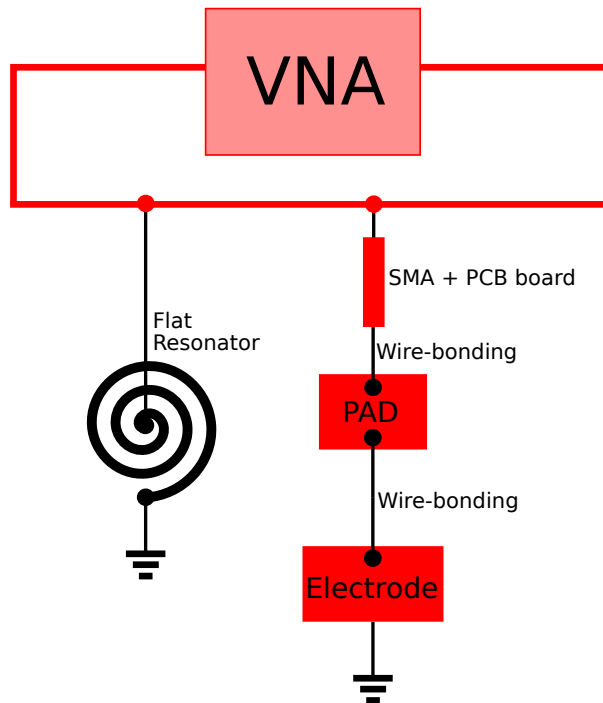 VNA
SMA + PCB board
Flat
Resonator
Wire-bonding
PAD
Wire-bonding
Electrode